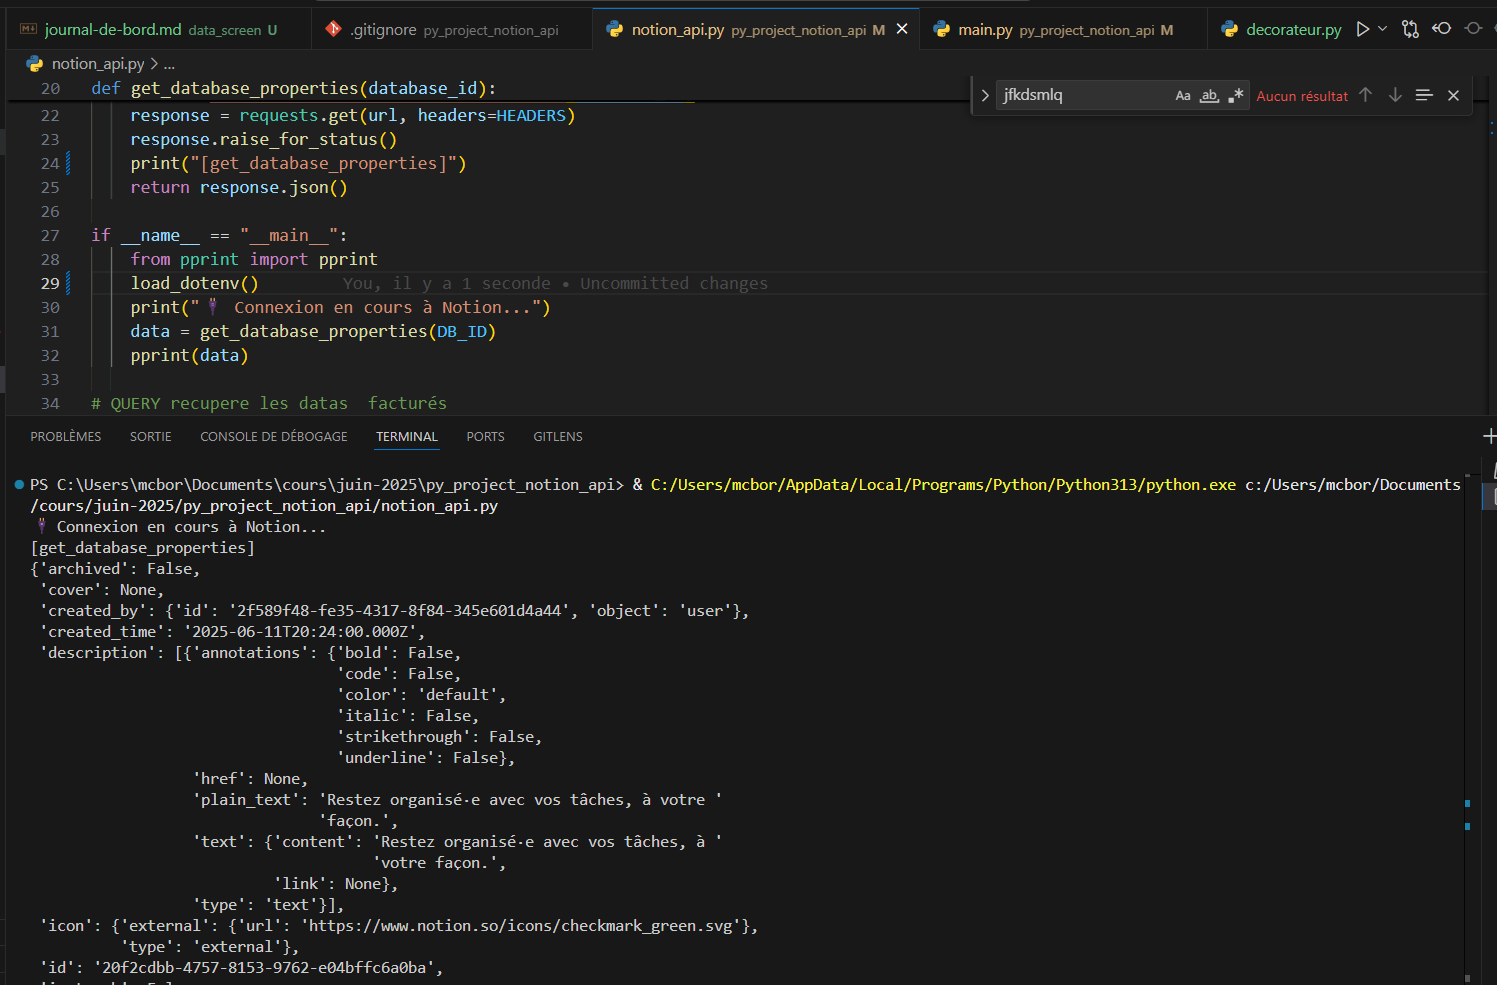 journal-de-bord.md data_screen U
.gitignore py_project_notion_api
notion_api.py py_project_notion_api M
main.py py_project_notion_api M
decorateur.py
notion_api.py > ...
20 def get_database_properties(database_id):
jfkdsmlq Aa ab Aucun résultat
22 response = requests.get(url, headers=HEADERS)
23 response.raise_for_status()
24 print("[get_database_properties]")
25 return response.json()
26
27 if __name__ == "__main__":
28 from pprint import pprint
29 load_dotenv() You, il y a 1 seconde • Uncommitted changes
30 print("🔌 Connexion en cours à Notion...")
31 data = get_database_properties(DB_ID)
32 pprint(data)
33
34 # QUERY recupere les datas  facturés
PROBLÈMES SORTIE CONSOLE DE DÉBOGAGE TERMINAL PORTS GITLENS
PS C:\Users\mcbor\Documents\cours\juin-2025\py_project_notion_api> & C:/Users/mcbor/AppData/Local/Programs/Python/Python313/python.exe c:/Users/mcbor/Documents
/cours/juin-2025/py_project_notion_api/notion_api.py
🔌 Connexion en cours à Notion...
[get_database_properties]
{'archived': False,
'cover': None,
'created_by': {'id': '2f589f48-fe35-4317-8f84-345e601d4a44', 'object': 'user'},
'created_time': '2025-06-11T20:24:00.000Z',
'description': [{'annotations': {'bold': False,
'code': False,
'color': 'default',
'italic': False,
'strikethrough': False,
'underline': False},
'href': None,
'plain_text': 'Restez organisé·e avec vos tâches, à votre '
'façon.',
'text': {'content': 'Restez organisé·e avec vos tâches, à '
'votre façon.',
'link': None},
'type': 'text'}],
'icon': {'external': {'url': 'https://www.notion.so/icons/checkmark_green.svg'},
'type': 'external'},
'id': '20f2cdbb-4757-8153-9762-e04bffc6a0ba',